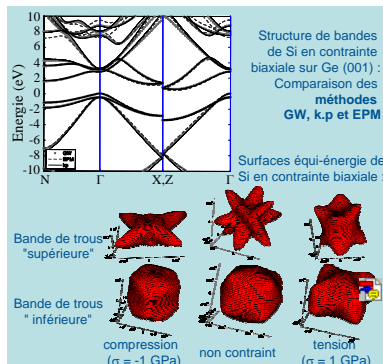 10
8
6
4
2
0
-2
-4
-6
-8
-10
Energie (eV)
GW
EPM
N
Γ
X,Z
Γ
Structure de bandes
de Si en contrainte
biaxiale sur Ge (001) :
Comparaison des
méthodes
GW, k.p et EPM
Surfaces équi-énergie de
Si en contrainte biaxiale :
Bande de trous
"supérieure"
Bande de trous
" inférieure"
compression
(σ = -1 GPa)
non contraint
tension
(σ = 1 GPa)